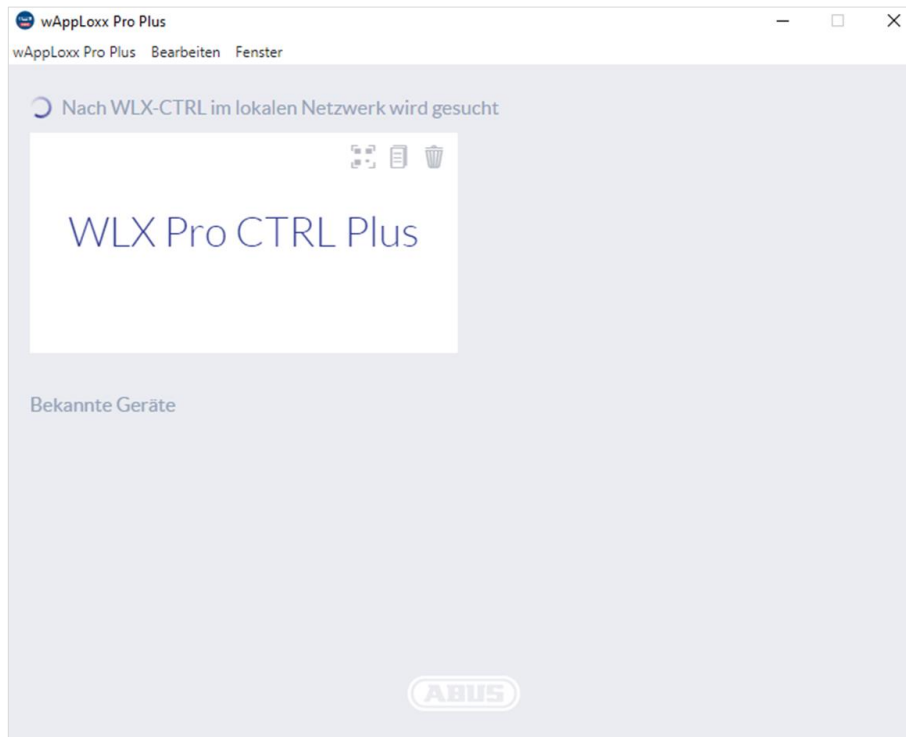 wAppLoxx Pro Plus
wAppLoxx Pro Plus Bearbeiten Fenster
Nach WLX-CTRL im lokalen Netzwerk wird gesucht
WLX Pro CTRL Plus
Bekannte Geräte
ABUS